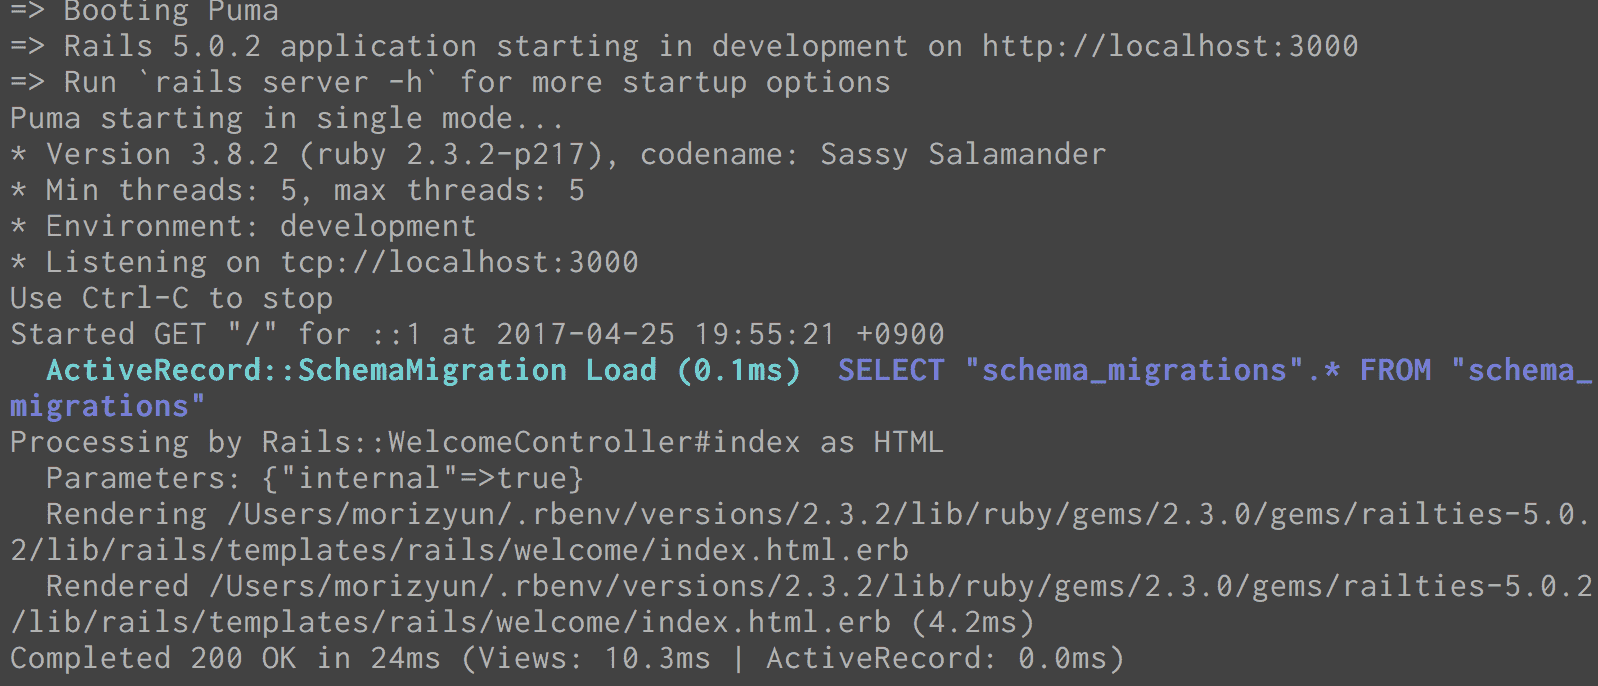 => Booting Puma
=> Rails 5.0.2 application starting in development on http://localhost:3000
=> Run `rails server -h` for more startup options
Puma starting in single mode...
* Version 3.8.2 (ruby 2.3.2-p217), codename: Sassy Salamander
* Min threads: 5, max threads: 5
* Environment: development
* Listening on tcp://localhost:3000
Use Ctrl-C to stop
Started GET "/" for ::1 at 2017-04-25 19:55:21 +0900
  ActiveRecord::SchemaMigration Load (0.1ms)  SELECT "schema_migrations".* FROM "schema_
migrations"
Processing by Rails::WelcomeController#index as HTML
  Parameters: {"internal"=>true}
  Rendering /Users/morizyun/.rbenv/versions/2.3.2/lib/ruby/gems/2.3.0/gems/railties-5.0.
2/lib/rails/templates/rails/welcome/index.html.erb
  Rendered /Users/morizyun/.rbenv/versions/2.3.2/lib/ruby/gems/2.3.0/gems/railties-5.0.2
/lib/rails/templates/rails/welcome/index.html.erb (4.2ms)
Completed 200 OK in 24ms (Views: 10.3ms | ActiveRecord: 0.0ms)